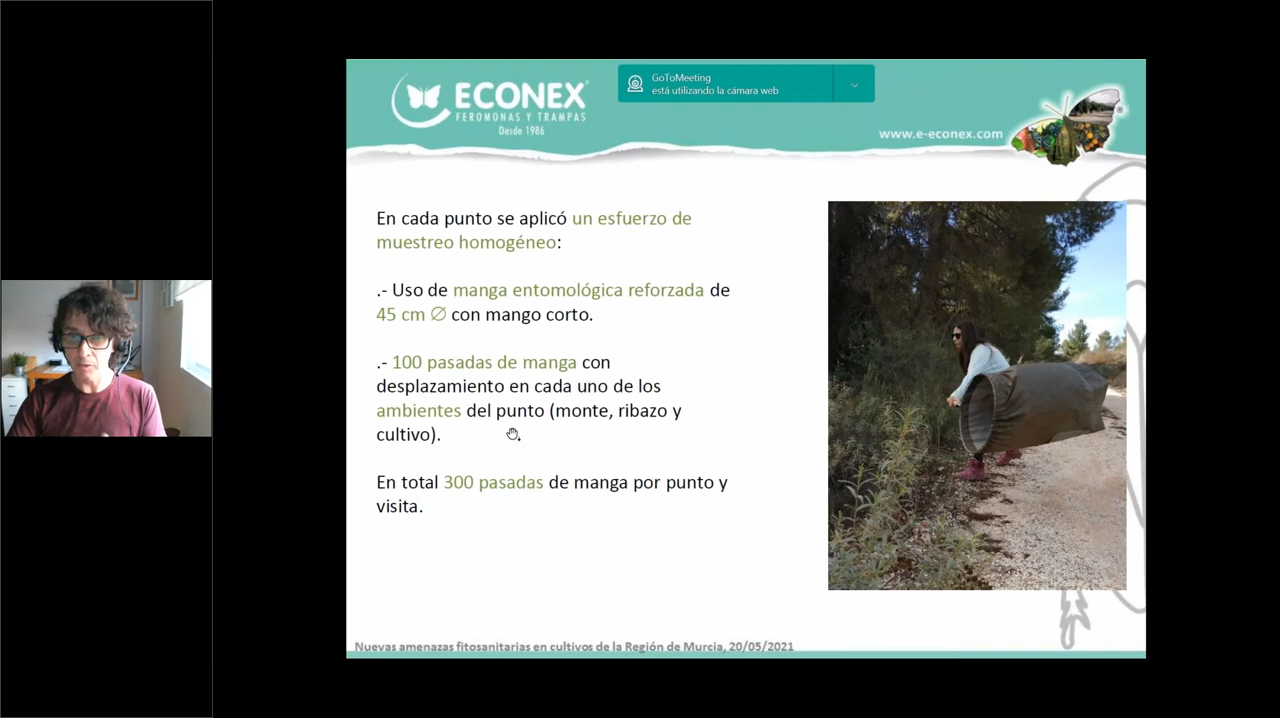 ECONEX®
FEROMONAS Y TRAMPAS
Desde 1986
GoToMeeting
está utilizando la cámara web
www.e-econex.com
®
En cada punto se aplicó un esfuerzo de
muestreo homogéneo:
.- Uso de manga entomológica reforzada de
45 cm ∅ con mango corto.
.- 100 pasadas de manga con
desplazamiento en cada uno de los
ambientes del punto (monte, ribazo y
cultivo).
En total 300 pasadas de manga por punto y
visita.
Nuevas amenazas fitosanitarias en cultivos de la Región de Murcia, 20/05/2021